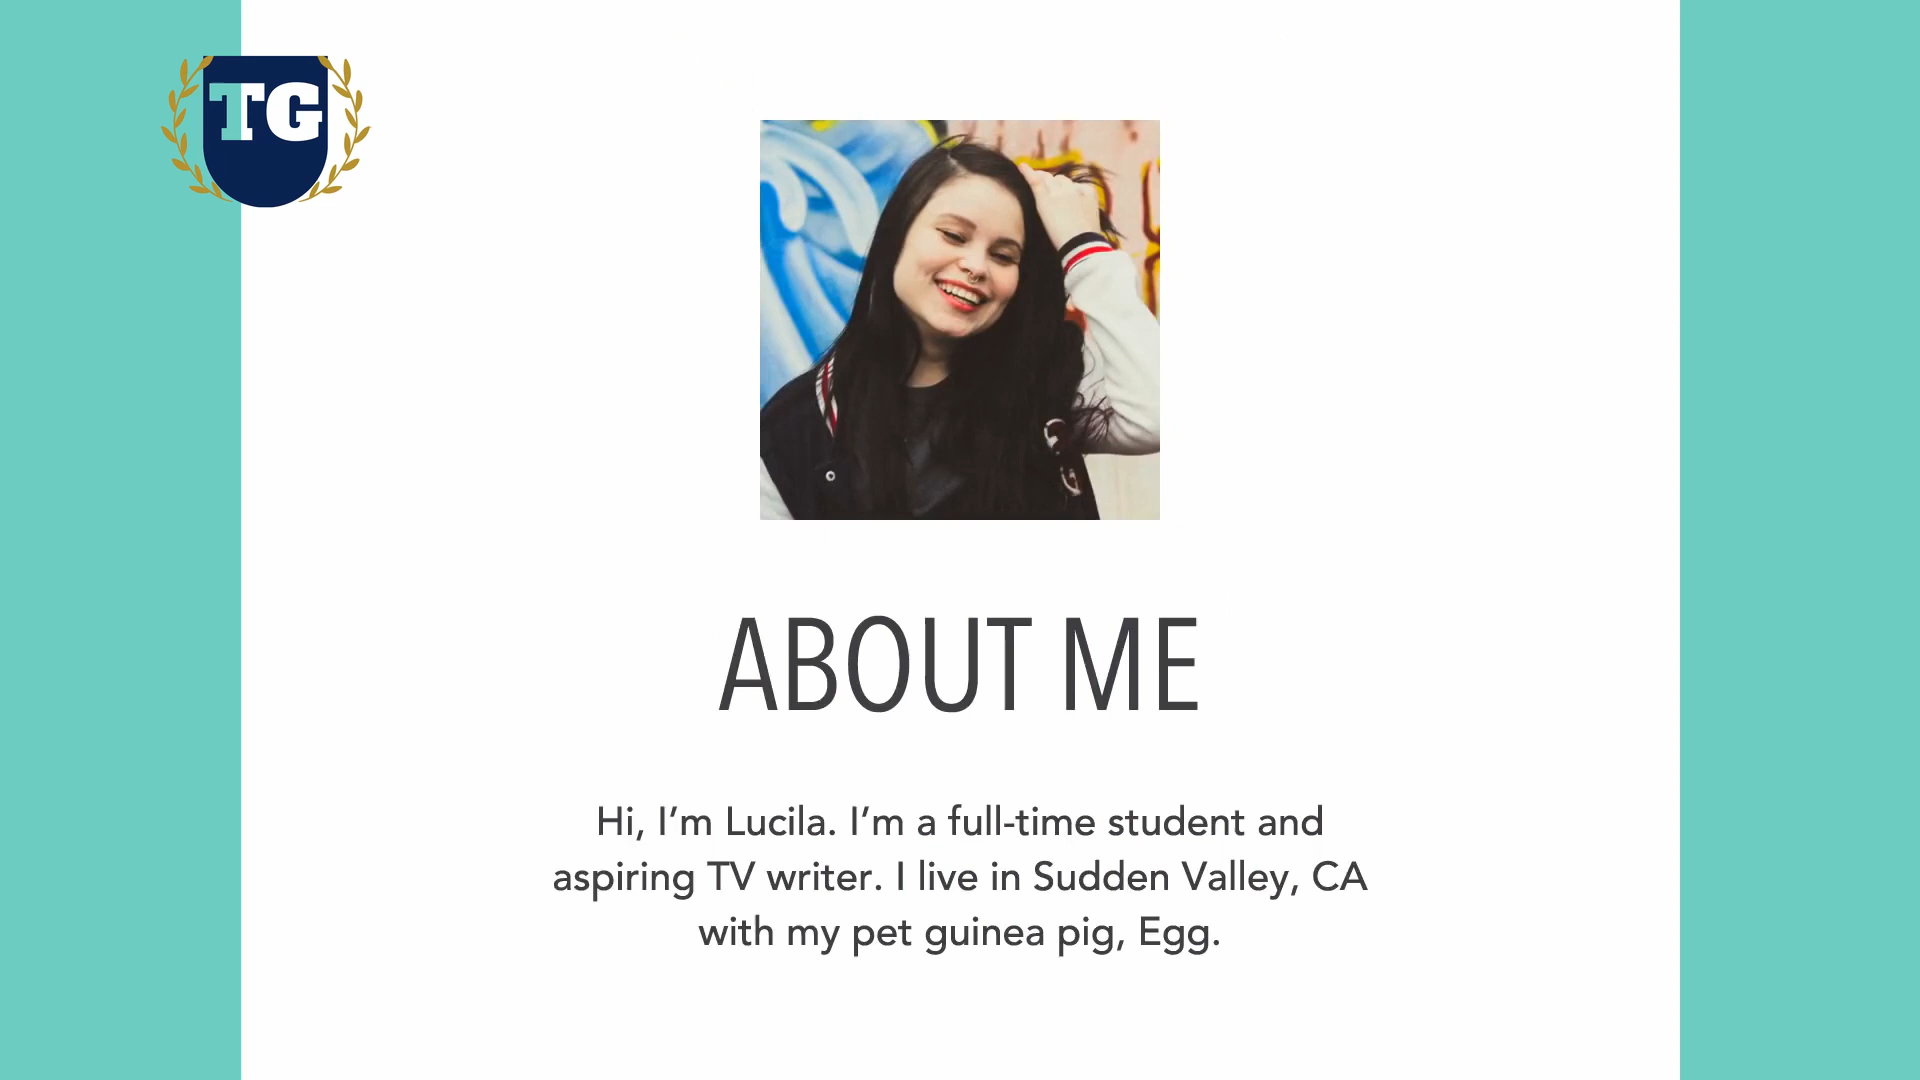 TG
ABOUT ME
Hi, I’m Lucila. I’m a full-time student and
aspiring TV writer. I live in Sudden Valley, CA
with my pet guinea pig, Egg.